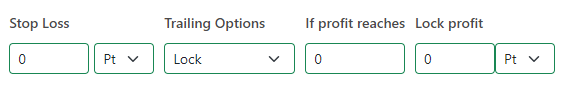 Stop Loss Trailing Options If profit reaches Lock profit
0 Pt Lock 0 0 Pt